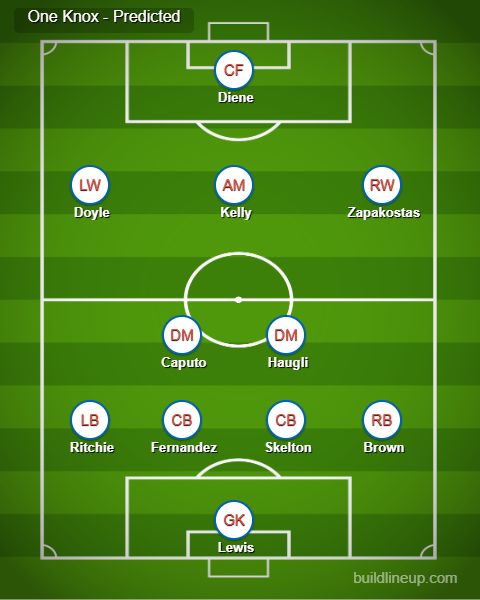 One Knox - Predicted
CF
Diene
LW AM RW
Doyle Kelly Zapakostas
DM DM
Caputo Haugli
LB CB CB RB
Ritchie Fernandez Skelton Brown
GK
Lewis
buildlineup.com